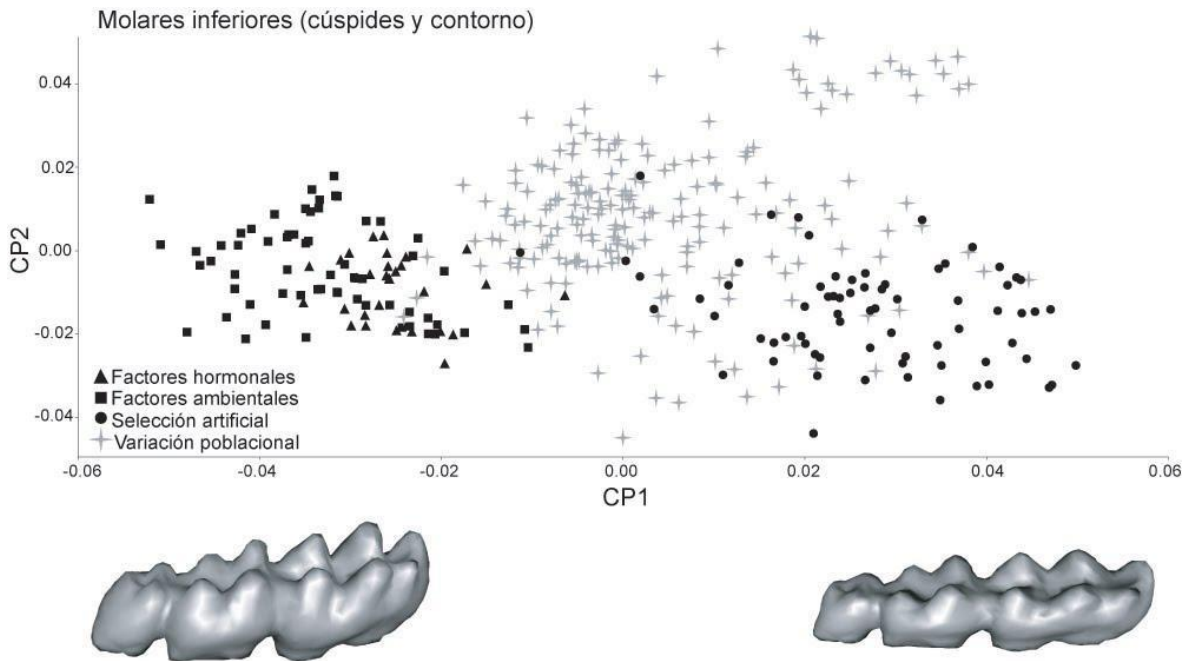 Molares inferiores (cúspides y contorno)
CP2
0.04
0.02
0.00
-0.02
-0.04
Factores hormonales
Factores ambientales
Selección artificial
Variación poblacional
-0.06 -0.04 -0.02 0.00 0.02 0.04 0.06
CP1